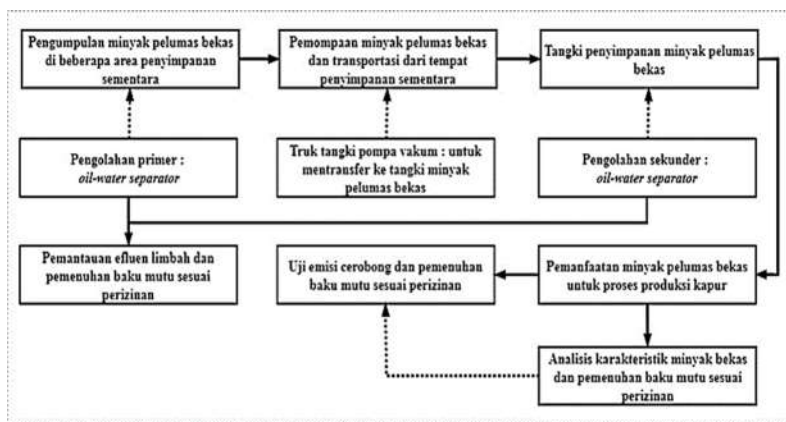 Pengumpulan minyak pelumas bekas
di beberapa area penyimpanan
sementara
Pemompaan minyak pelumas bekas
dan transportasi dari tempat
penyimpanan sementara
Tangki penyimpanan minyak pelumas
bekas
Pengolahan primer :
oil-water separator
Truk tangki pompa vakum : untuk
mentransfer ke tangki minyak
pelumas bekas
Pengolahan sekunder :
oil-water separator
Pemantauan efluen limbah dan
pemenuhan baku mutu sesuai
perizinan
Uji emisi cerobong dan pemenuhan
baku mutu sesuai perizinan
Pemanfaatan minyak pelumas bekas
untuk proses produksi kapur
Analisis karakteristik minyak bekas
dan pemenuhan baku mutu sesuai
perizinan